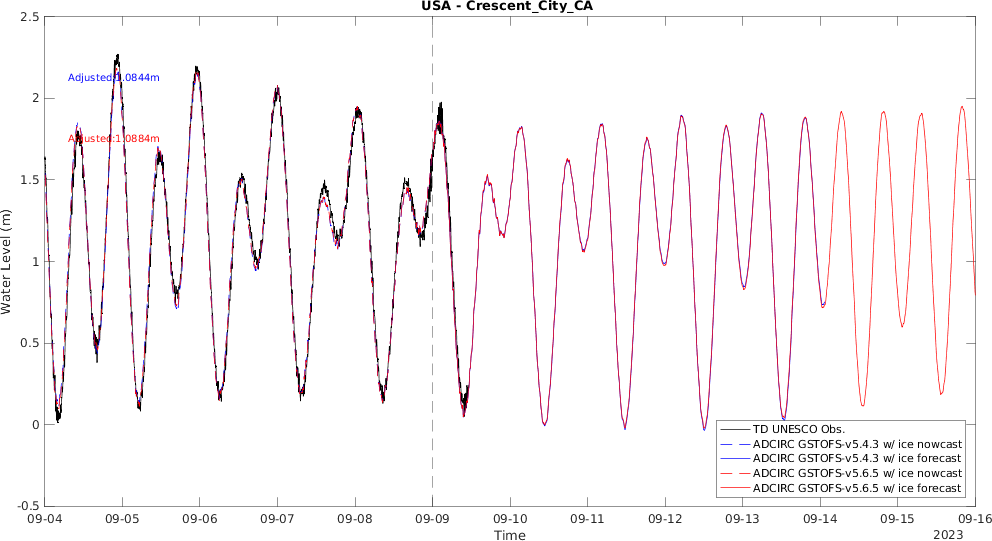 USA - Crescent_City_CA
2.5
2
1.5
1
0.5
0
-0.5
Water Level (m)
Adjusted:1.0844m
Adjusted:1.0884m
TD UNESCO Obs.
ADCIRC GSTOFS-v5.4.3 w/ ice nowcast
ADCIRC GSTOFS-v5.4.3 w/ ice forecast
ADCIRC GSTOFS-v5.6.5 w/ ice nowcast
ADCIRC GSTOFS-v5.6.5 w/ ice forecast
09-04 09-05 09-06 09-07 09-08 09-09 09-10 09-11 09-12 09-13 09-14 09-15 09-16
Time
2023